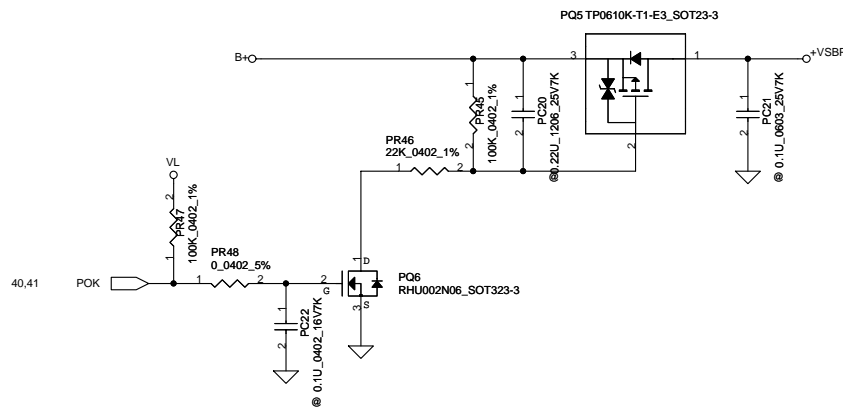 PQ5 TP0610K-T1-E3_SOT23-3
B+
3
1
+VSBP
1
PR45
100K_0402_1%
2
1
PC20
@0.22U_1206_25V7K
2
2
1
PC21
@ 0.1U_0603_25V7K
2
PR46
22K_0402_1%
1
2
VL
2
PR47
100K_0402_1%
1
PR48
0_0402_5%
40,41
POK
1
2
2
G
1
D
3
S
PQ6
RHU002N06_SOT323-3
1
PC22
@ 0.1U_0402_16V7K
2